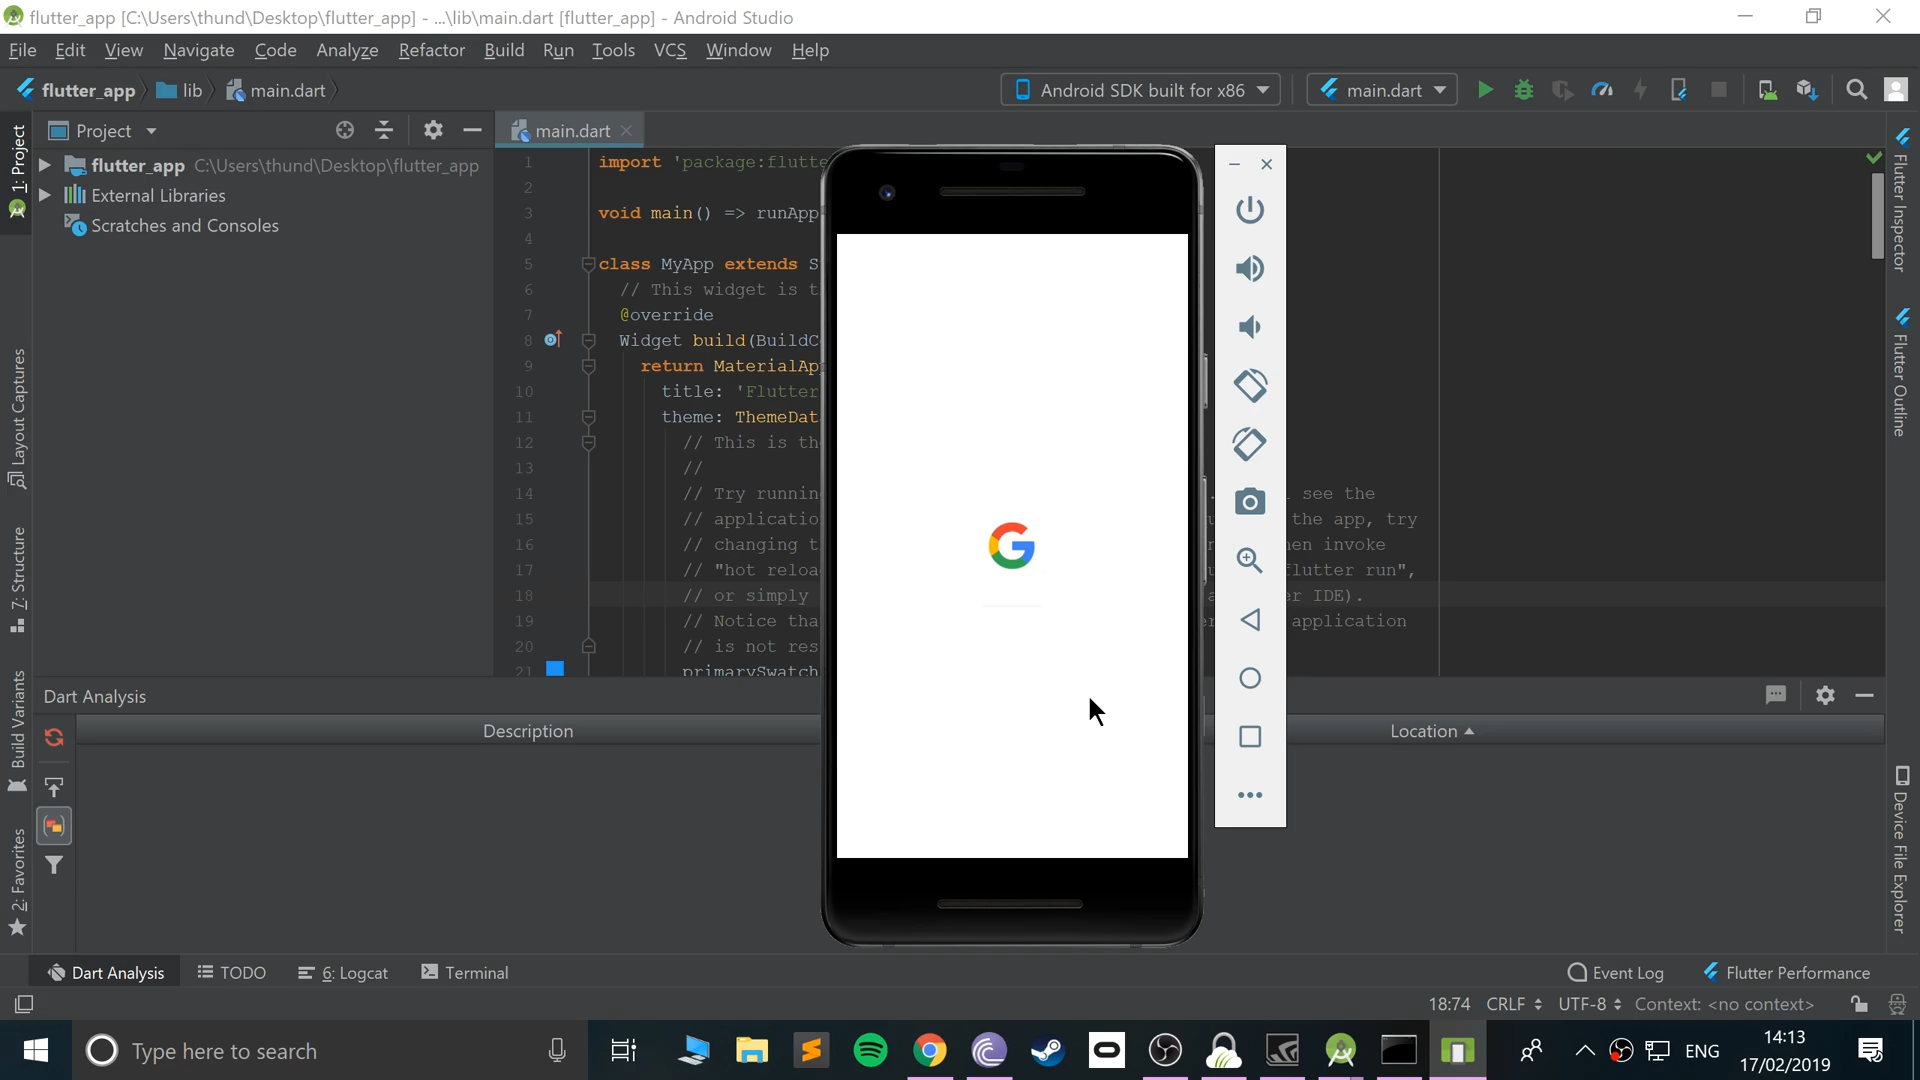 flutter_app [C:\Users\thund\Desktop\flutter_app] - ...\lib\main.dart [flutter_app] - Android Studio
File Edit View Navigate Code Analyze Refactor Build Run Tools VCS Window Help
flutter_app lib main.dart Android SDK built for x86 main.dart
1: Project
7: Structure
Layout Captures
Build Variants
2: Favorites
Project
flutter_app C:\Users\thund\Desktop\flutter_app
External Libraries
Scratches and Consoles
main.dart
1 import 'package:flutte
2
3 void main() => runApp
4
5 class MyApp extends S
6 // This widget is t
7 @override
8 Widget build(BuildC
9 return MaterialAp
10 title: 'Flutter
11 theme: ThemeDat
12 // This is th
13 //
14 // Try runnin see the
15 // applicatio the app, try
16 // changing t en invoke
17 // "hot reloa flutter run",
18 // or simply er IDE).
19 // Notice tha application
20 // is not res
21 primarySwatch
G
Flutter Inspector
Flutter Outline
Device File Explorer
Dart Analysis
Description Location
Dart Analysis TODO 6: Logcat Terminal Event Log Flutter Performance
18:74 CRLF UTF-8 Context: <no context>
Type here to search
ENG
14:13
17/02/2019